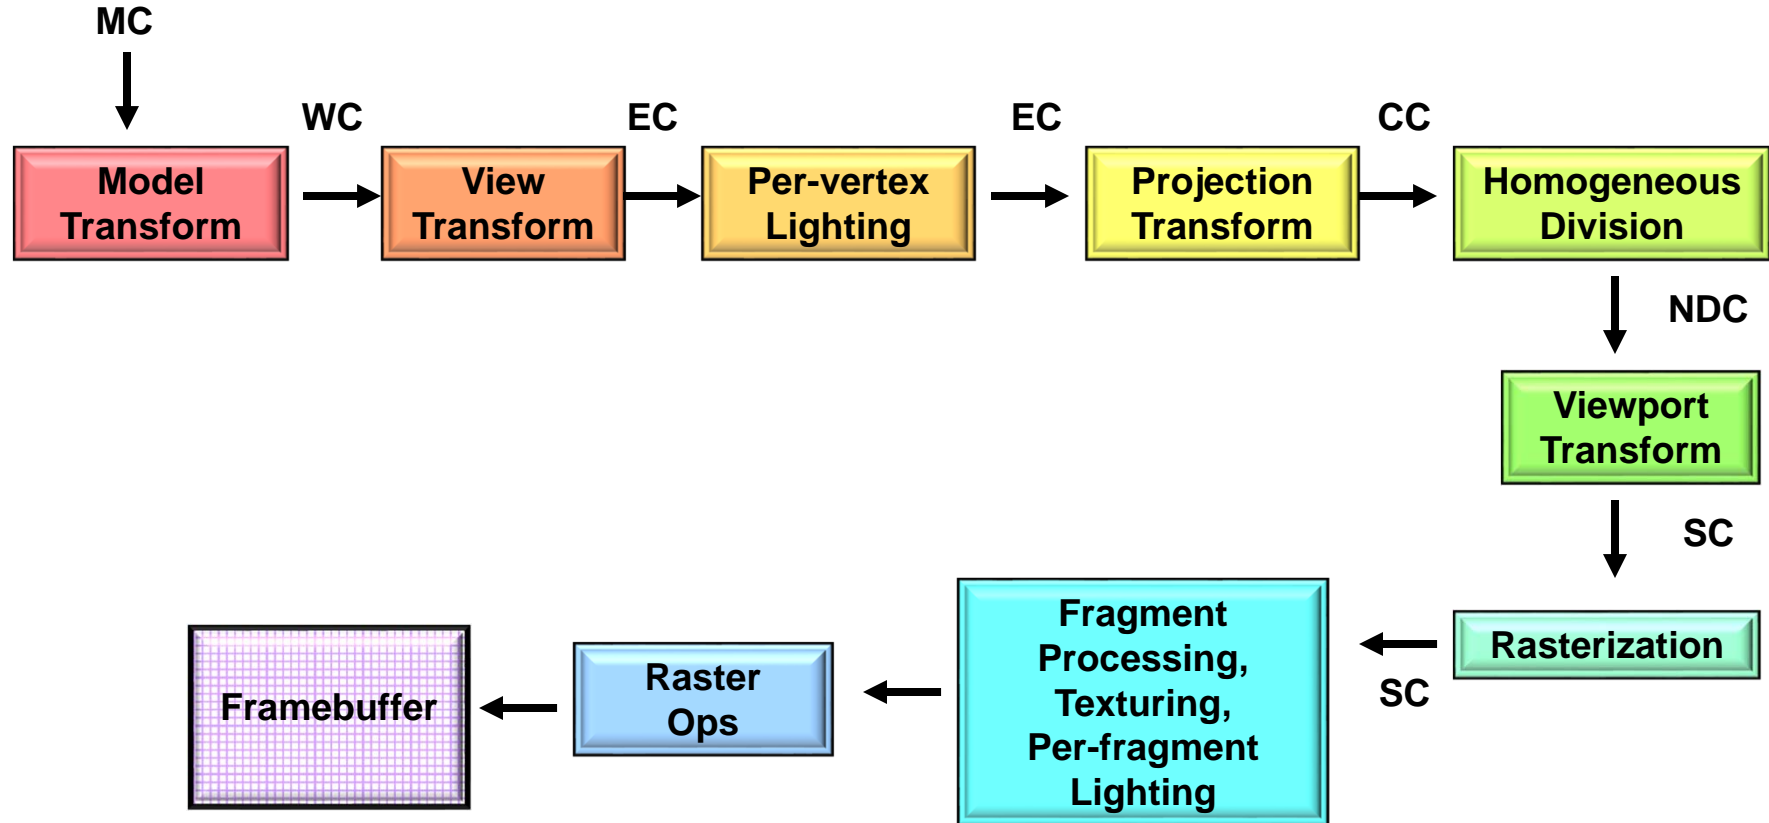 MC
WC
EC
EC
CC
Model
Transform
View
Transform
Per-vertex
Lighting
Projection
Transform
Homogeneous
Division
NDC
Viewport
Transform
SC
Rasterization
SC
Fragment
Processing,
Texturing,
Per-fragment
Lighting
Raster
Ops
Framebuffer